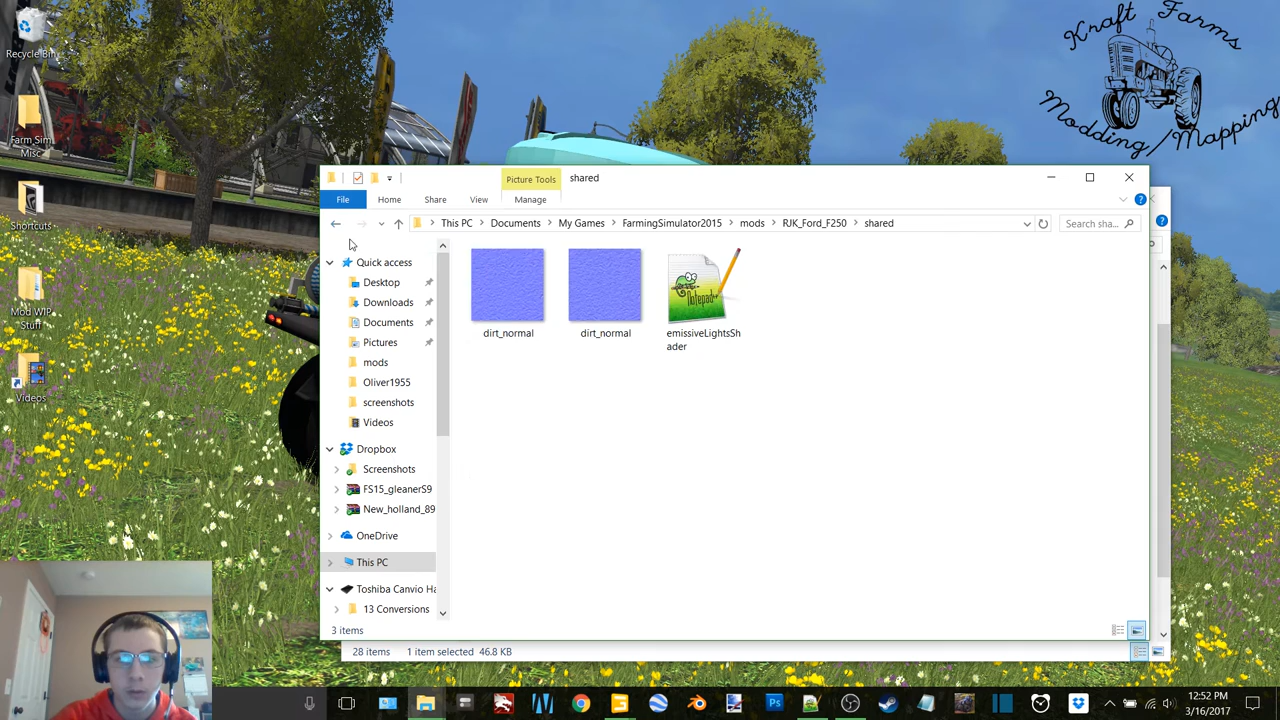 Recycle Bin
Farm Sim
Misc
Shortcuts
Mod WIP
Stuff
Videos
Kraft Farms
Modding/Mapping
Picture Tools
shared
File
Home
Share
View
Manage
This PC
Documents
My Games
FarmingSimulator2015
mods
RJK_Ford_F250
shared
Search sha...
Quick access
Desktop
Downloads
Documents
Pictures
mods
Oliver1955
screenshots
Videos
Dropbox
Screenshots
FS15_gleanerS9
New_holland_89
OneDrive
This PC
Toshiba Canvio Ha
13 Conversions
dirt_normal
dirt_normal
emissiveLightsSh
ader
3 items
28 items
1 item selected 46.8 KB
12:52 PM
3/16/2017